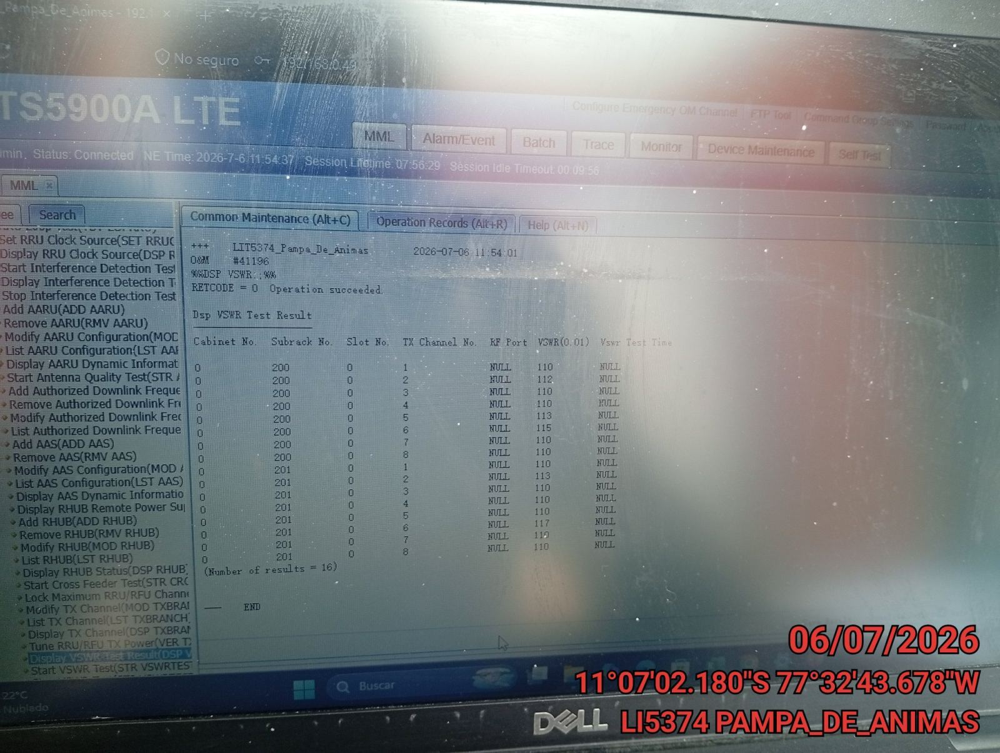 Pampa_De_Animas - 192.1 ×
No seguro 192.168.0.49
TS5900A LTE
Configure Emergency OM Channel FTP Tool Command Group Settings Password
MML Alarm/Event Batch Trace Monitor Device Maintenance Self Test
min, Status: Connected NE Time: 2026-7-6 11:54:37 Session Lifetime: 07:56:29 Session Idle Timeout: 00:09:56
MML ×
ee Search Common Maintenance (Alt+C) Operation Records (Alt+R) Help (Alt+N)
Set RRU Clock Source(SET RRUC
Display RRU Clock Source(DSP R
Start Interference Detection Test
Display Interference Detection T
Stop Interference Detection Test
Add AARU(ADD AARU)
Remove AARU(RMV AARU)
Modify AARU Configuration(MOD
List AARU Configuration(LST AAR
Display AARU Dynamic Informat
Start Antenna Quality Test(STR A
Add Authorized Downlink Freque
Remove Authorized Downlink Fre
Modify Authorized Downlink Frec
List Authorized Downlink Freque
Add AAS(ADD AAS)
Remove AAS(RMV AAS)
Modify AAS Configuration(MOD A
List AAS Configuration(LST AAS)
Display AAS Dynamic Informatio
Display RHUB Remote Power Su
Add RHUB(ADD RHUB)
Remove RHUB(RMV RHUB)
Modify RHUB(MOD RHUB)
List RHUB(LST RHUB)
Display RHUB Status(DSP RHUB)
Start Cross Feeder Test(STR CRC
Lock Maximum RRU/RFU Channe
Modify TX Channel(MOD TXBRAI
List TX Channel(LST TXBRANCH)
Display TX Channel(DSP TXBRAN
Tune RRU/RFU TX Power(VER T
Display VSWR Test Result(DSP V
Start VSWR Test(STR VSWRTES
+++ LIT5374_Pampa_De_Animas 2026-07-06 11:54:01
O&M #41196
%%DSP VSWR:;%%
RETCODE = 0 Operation succeeded.
Dsp VSWR Test Result
Cabinet No. Subrack No. Slot No. TX Channel No. RF Port VSWR(0.01) Vswr Test Time
0 200 0 1 NULL 110 NULL
0 200 0 2 NULL 112 NULL
0 200 0 3 NULL 110 NULL
0 200 0 4 NULL 110 NULL
0 200 0 5 NULL 113 NULL
0 200 0 6 NULL 115 NULL
0 200 0 7 NULL 110 NULL
0 200 0 8 NULL 110 NULL
0 201 0 1 NULL 110 NULL
0 201 0 2 NULL 113 NULL
0 201 0 3 NULL 110 NULL
0 201 0 4 NULL 110 NULL
0 201 0 5 NULL 110 NULL
0 201 0 6 NULL 117 NULL
0 201 0 7 NULL 110 NULL
0 201 0 8 NULL 110 NULL
(Number of results = 16)
--- END
22°C
Nublado
Buscar
DELL
06/07/2026
11°07'02.180"S 77°32'43.678"W
LI5374 PAMPA_DE_ANIMAS